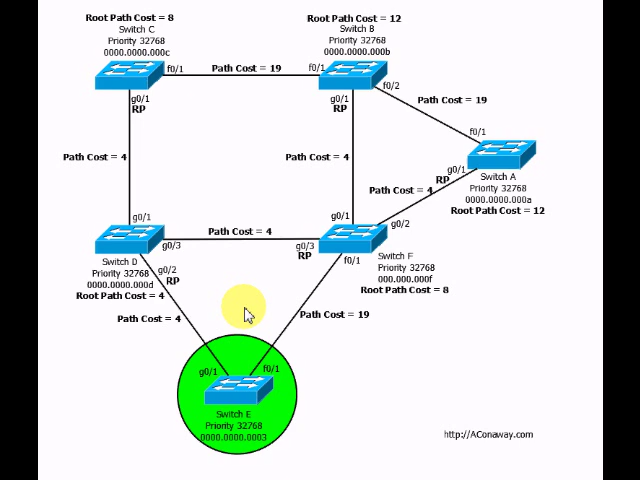 Root Path Cost = 8
Switch C
Priority 32768
0000.0000.000c
Root Path Cost = 12
Switch B
Priority 32768
0000.0000.000b
f0/1
Path Cost = 19
f0/1
g0/1
RP
g0/1
RP
f0/2
Path Cost = 19
f0/1
Path Cost = 4
Path Cost = 4
g0/1
RP
Path Cost = 4
Switch A
Priority 32768
0000.0000.000a
Root Path Cost = 12
g0/1
g0/1
g0/2
Path Cost = 4
g0/3
g0/3
RP
Switch D
Priority 32768
0000.0000.000d
Root Path Cost = 4
g0/2
RP
f0/1
Switch F
Priority 32768
0000.0000.000f
Root Path Cost = 8
Path Cost = 4
Path Cost = 19
g0/1
f0/1
Switch E
Priority 32768
0000.0000.0003
http://AConaway.com